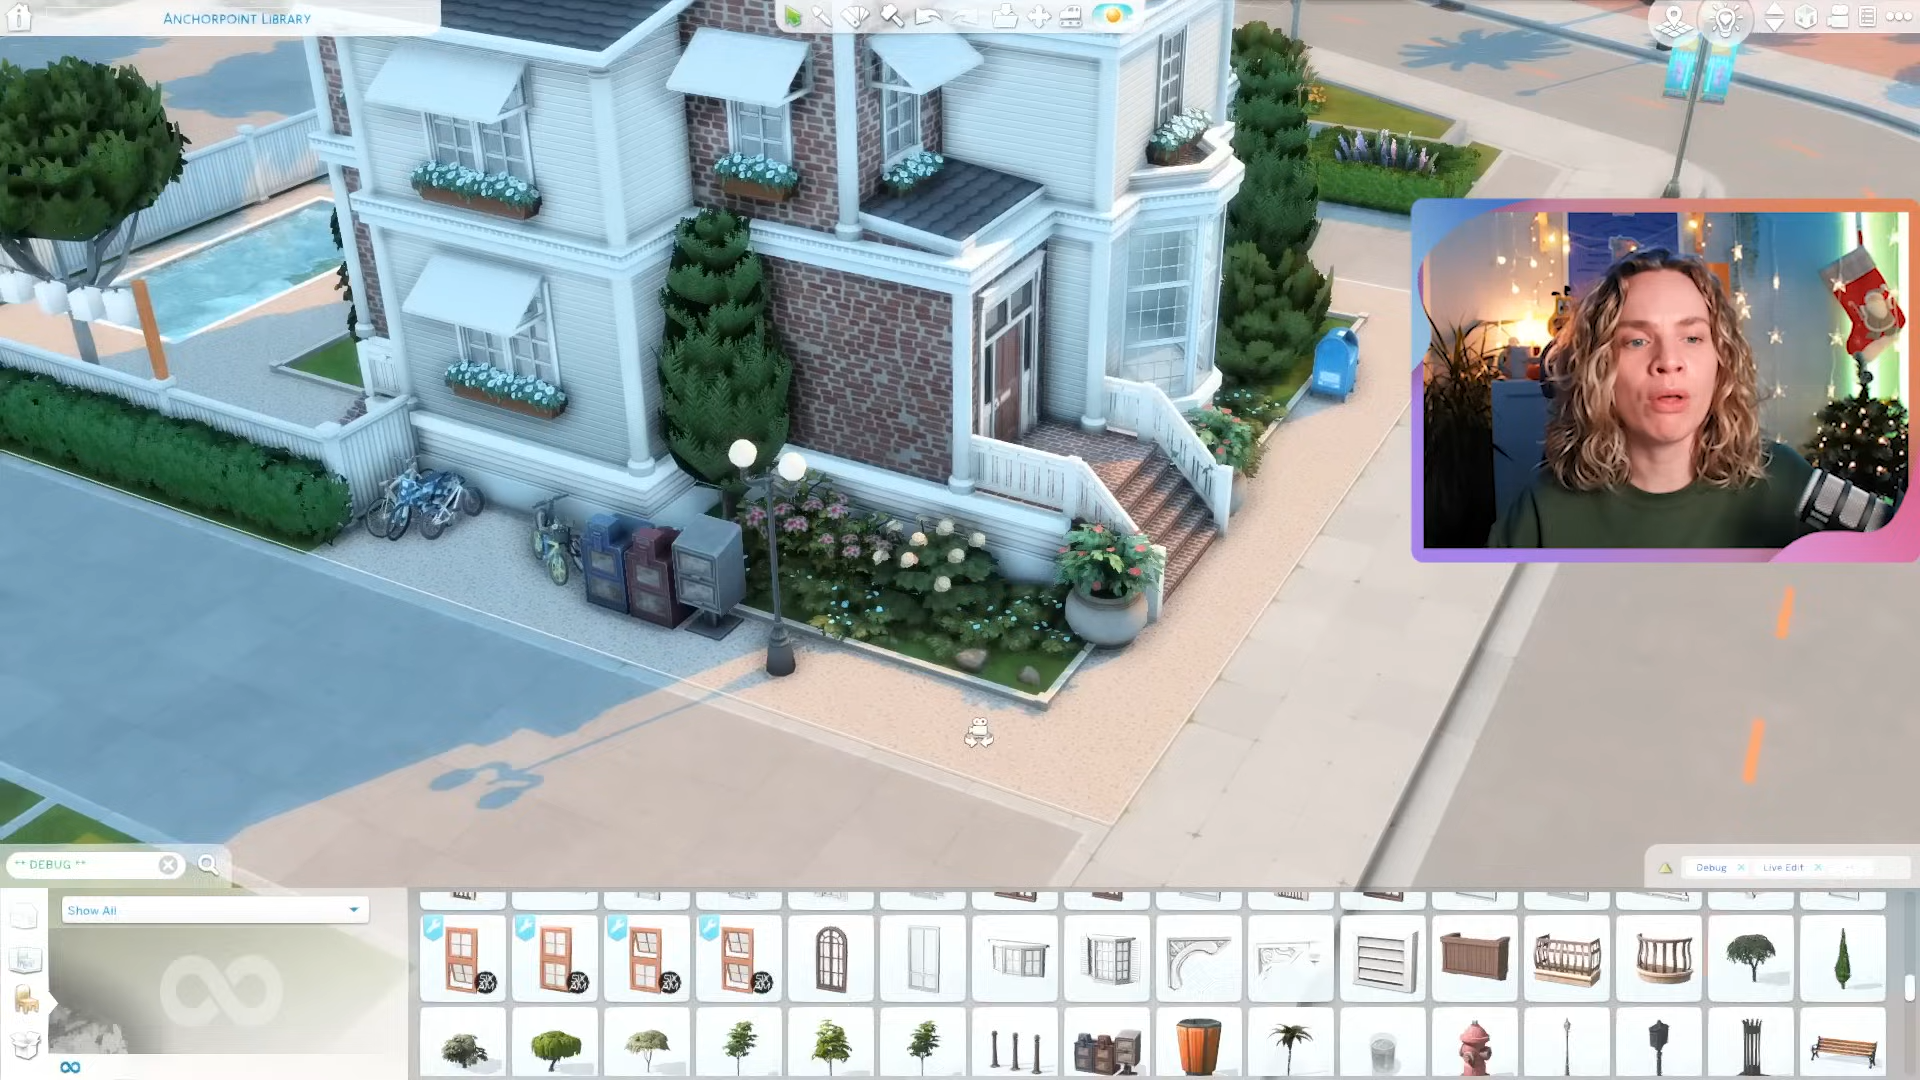 Anchorpoint Library
** DEBUG **
Debug
Live Edit
Show All